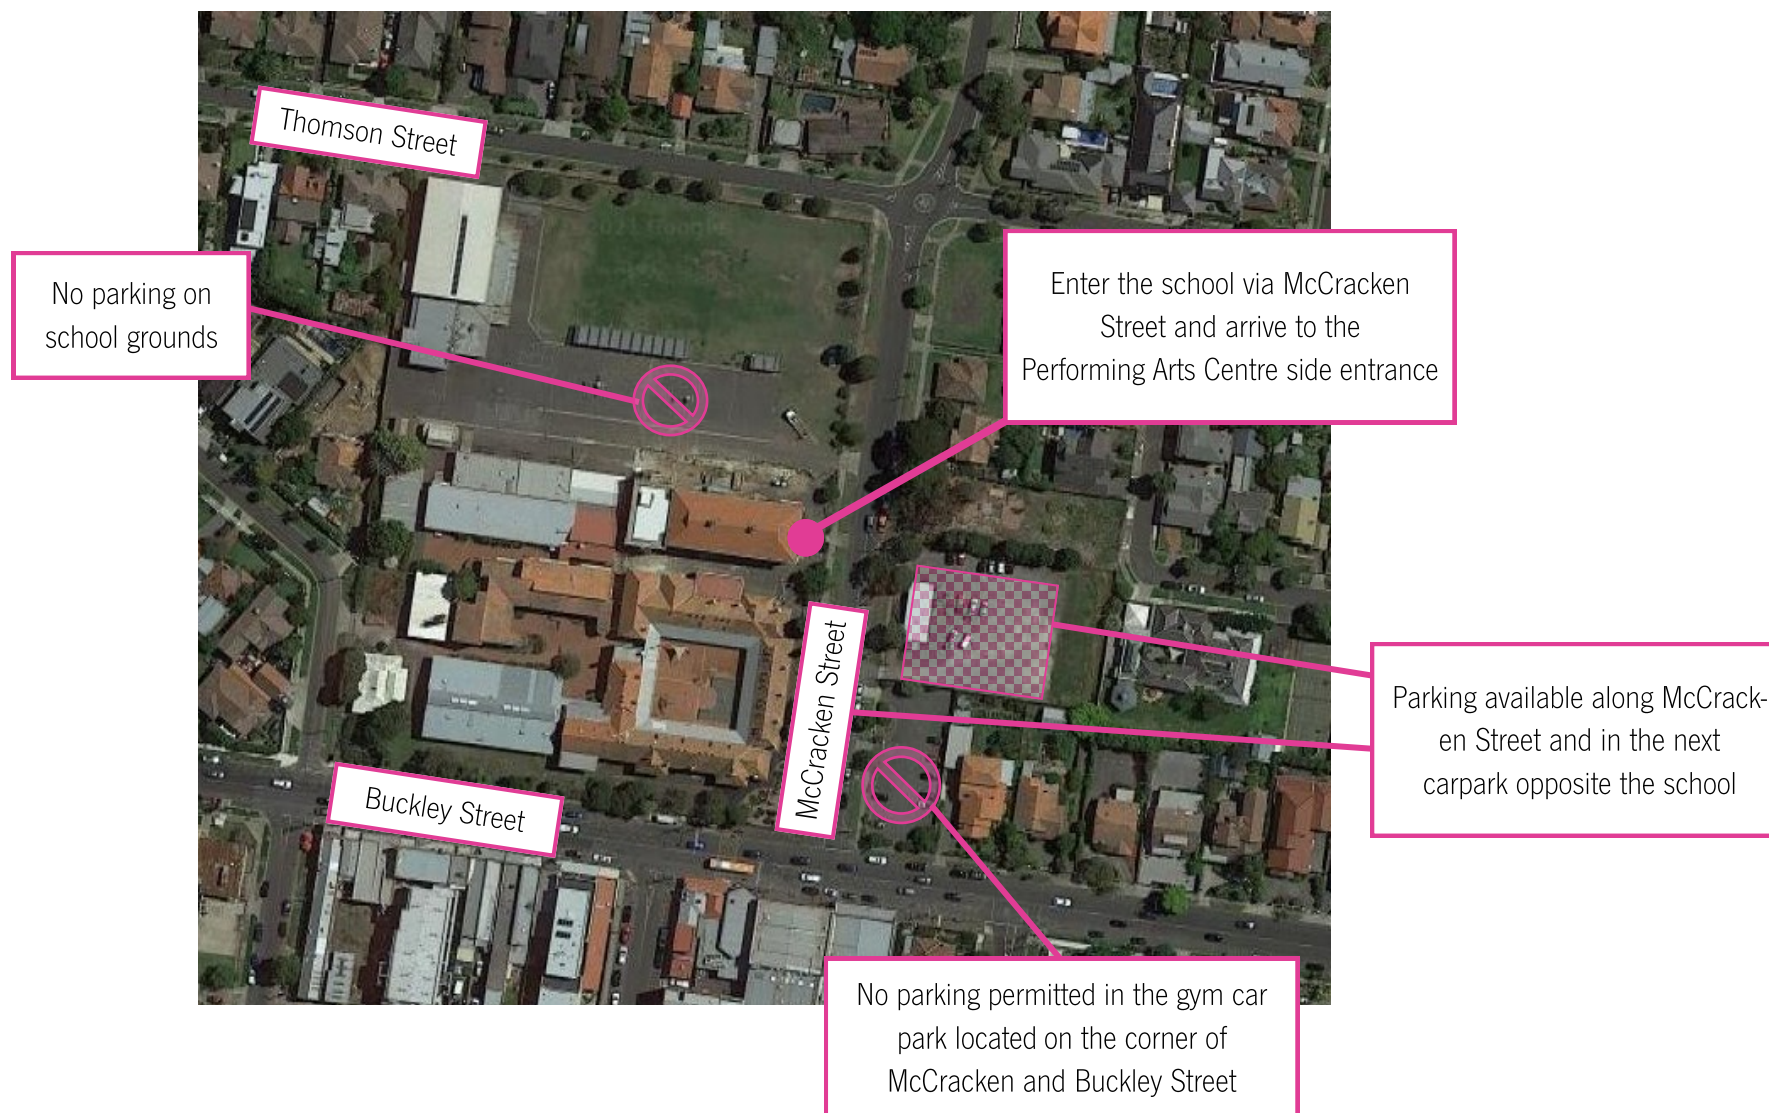 Thomson Street
No parking on
school grounds
Enter the school via McCracken
Street and arrive to the
Performing Arts Centre side entrance
McCracken Street
Parking available along McCrack-
en Street and in the next
carpark opposite the school
Buckley Street
No parking permitted in the gym car
park located on the corner of
McCracken and Buckley Street